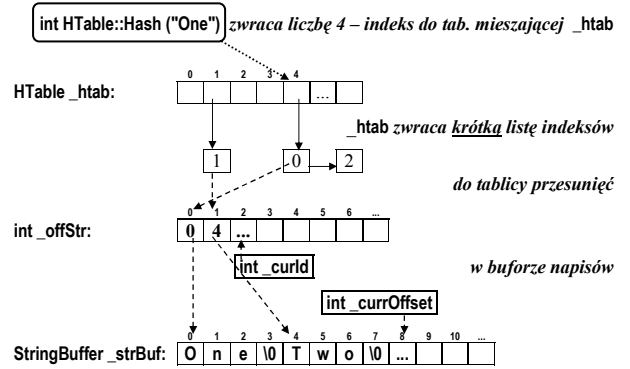 int HTable::Hash ("One") zwraca liczbę 4 – indeks do tab. mieszającej _htab
0 1 2 3 4
HTable _htab: ...
_htab zwraca krótką listę indeksów
1 0 2
do tablicy przesunięć
0 1 2 3 4 5 6 ...
int _offStr: 0 4 ...
int _curId
w buforze napisów
int _currOffset
0 1 2 3 4 5 6 7 8 9 10 ...
StringBuffer _strBuf: O n e \0 T w o \0 ...